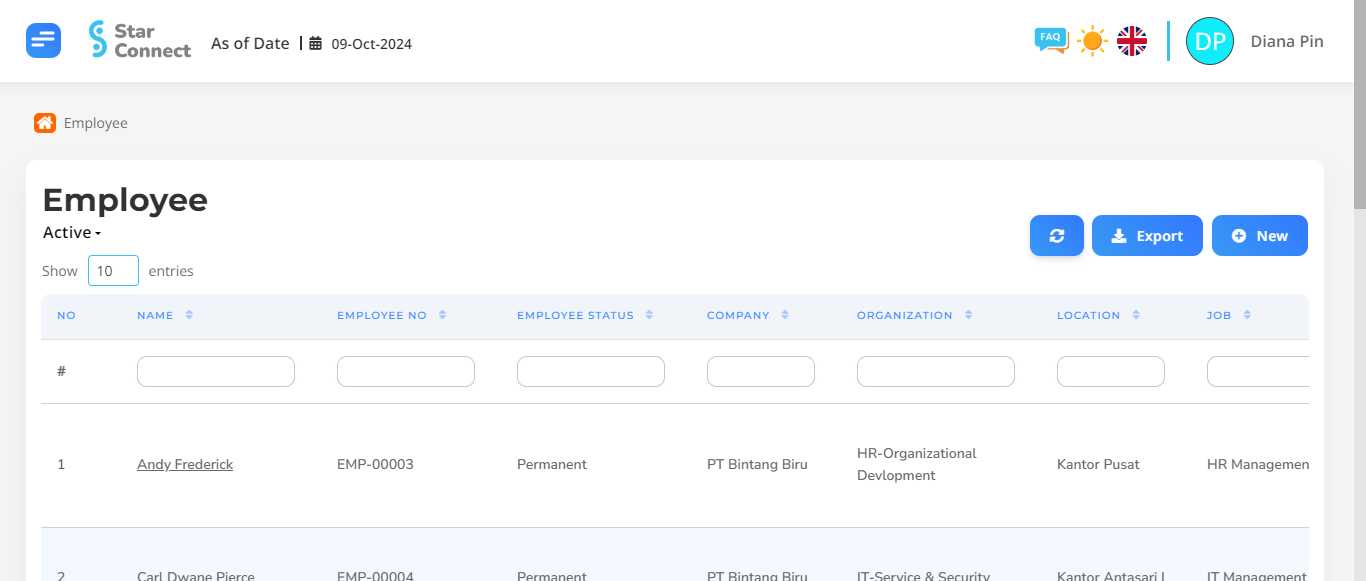 Star
Connect
As of Date
09-Oct-2024
FAQ
DP
Diana Pin
Employee
Employee
Active
Export
New
Show 10 entries
NO NAME EMPLOYEE NO EMPLOYEE STATUS COMPANY ORGANIZATION LOCATION JOB
#
1 Andy Frederick EMP-00003 Permanent PT Bintang Biru HR-Organizational Devlopment Kantor Pusat HR Managemen
2 Carl Dwane Pierce EMP-00004 Permanent PT Bintang Biru IT-Service & Security Kantor Antasari I IT Management